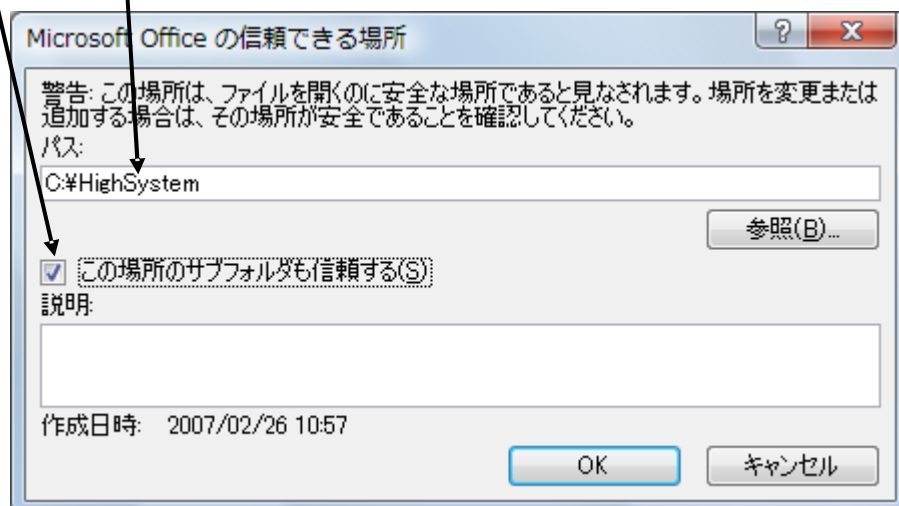 Microsoft Office の信頼できる場所
警告: この場所は、ファイルを開くのに安全な場所であると見なされます。場所を変更または
追加する場合は、その場所が安全であることを確認してください。
パス:
C:¥HighSystem
参照(B)...
この場所のサブフォルダも信頼する(S)
説明:
作成日時: 2007/02/26 10:57
OK キャンセル